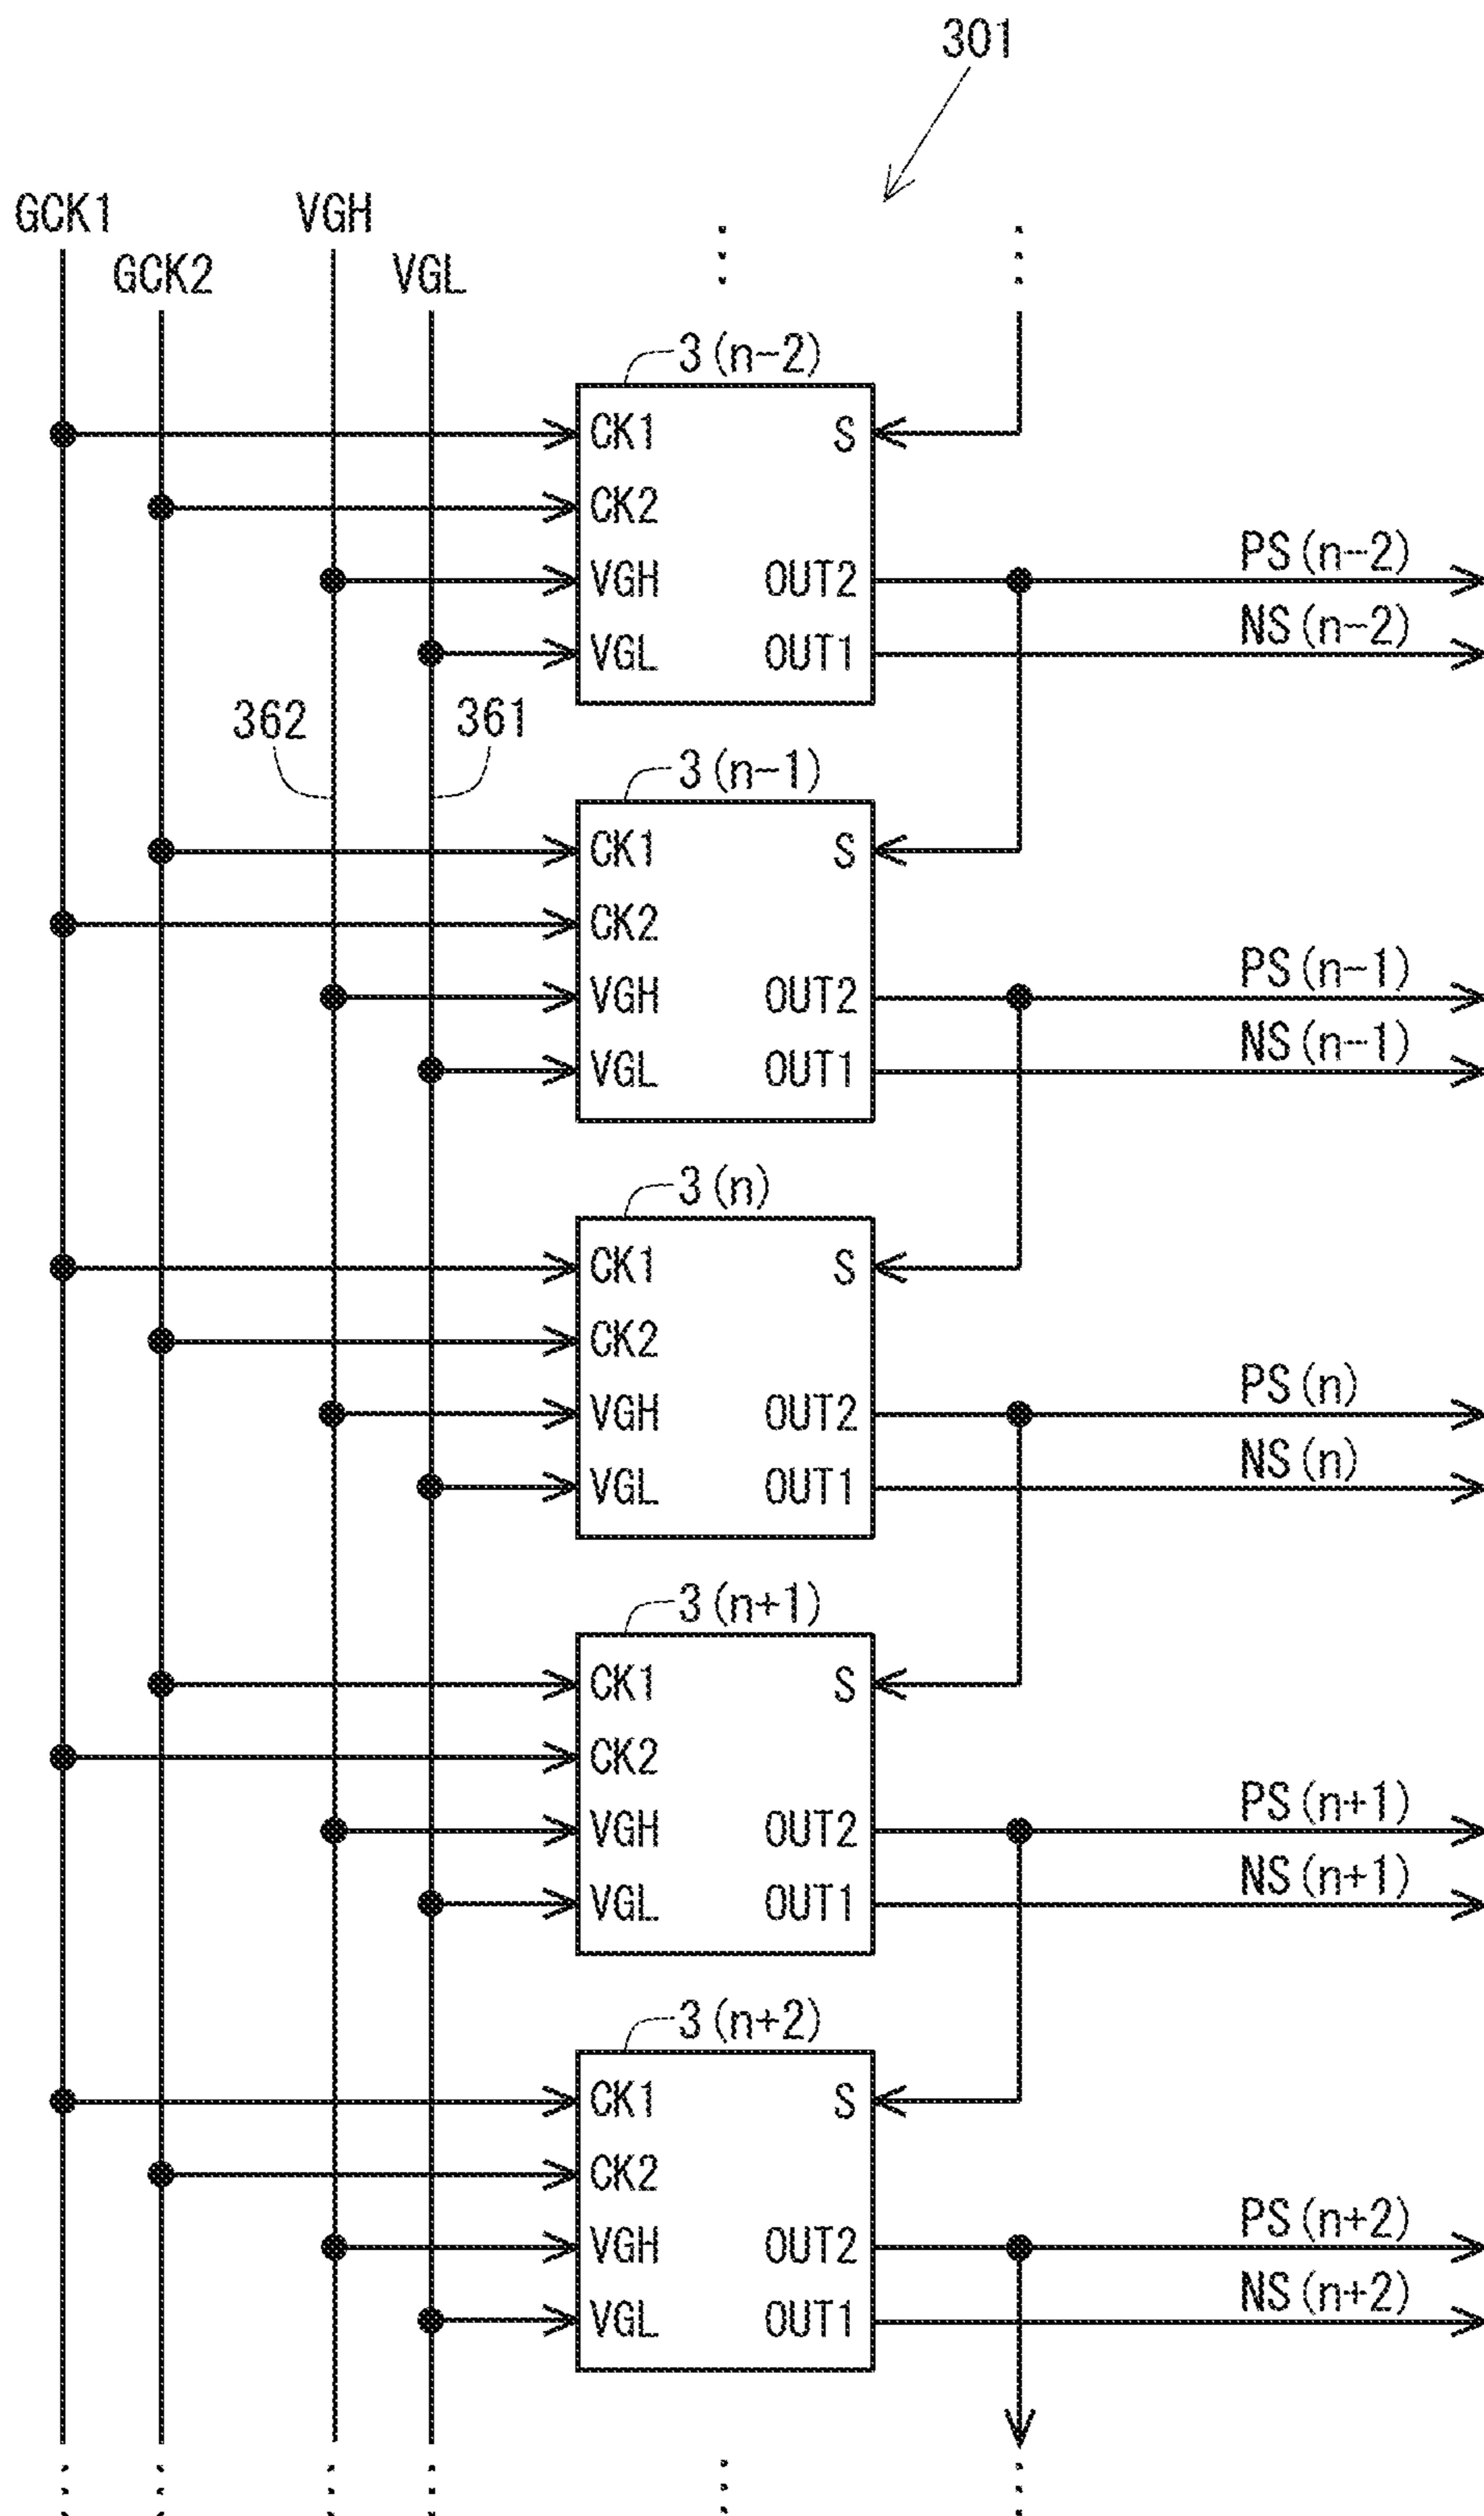 301
GCK1 VGH
GCK2 VGL
3(n-2)
CK1 S
CK2
VGH OUT2 PS(n-2)
VGL OUT1 NS(n-2)
362 361
3(n-1)
CK1 S
CK2
VGH OUT2 PS(n-1)
VGL OUT1 NS(n-1)
3(n)
CK1 S
CK2
VGH OUT2 PS(n)
VGL OUT1 NS(n)
3(n+1)
CK1 S
CK2
VGH OUT2 PS(n+1)
VGL OUT1 NS(n+1)
3(n+2)
CK1 S
CK2
VGH OUT2 PS(n+2)
VGL OUT1 NS(n+2)